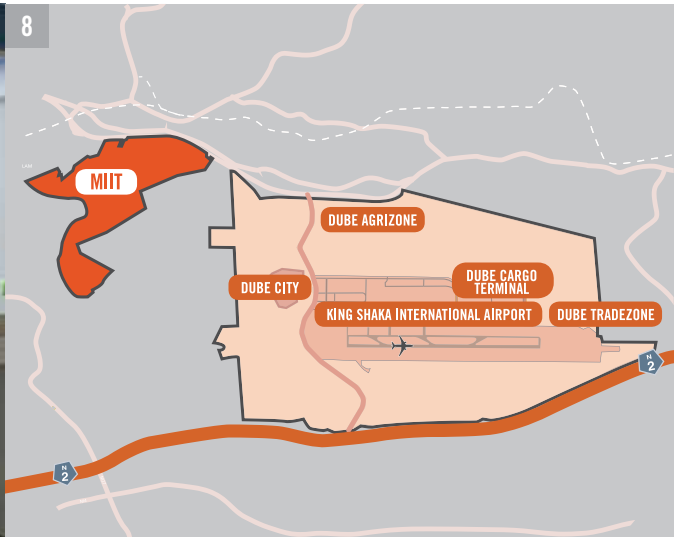 8
MIIT
DUBE AGRIZONE
DUBE CITY
DUBE CARGO
TERMINAL
KING SHAKA INTERNATIONAL AIRPORT
DUBE TRADEZONE
N
2
N
2